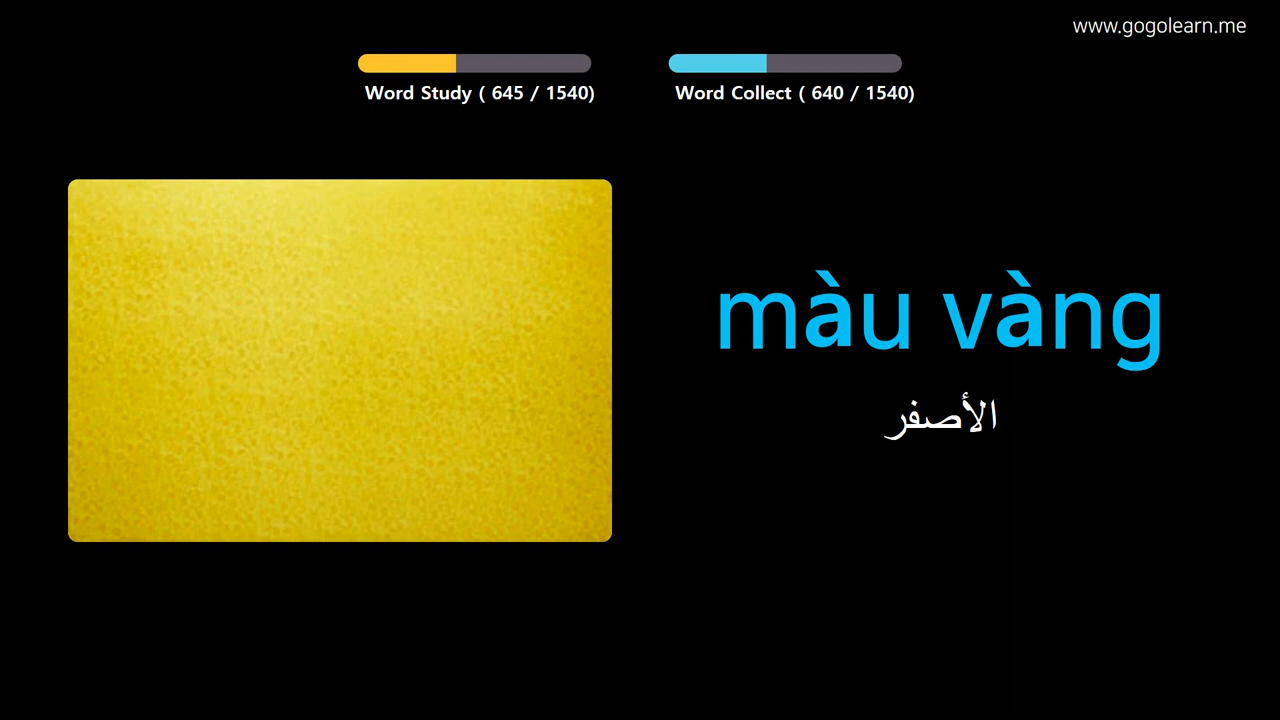 www.gogolearn.me
Word Study ( 645 / 1540)
Word Collect ( 640 / 1540)
màu vàng
الأصفر